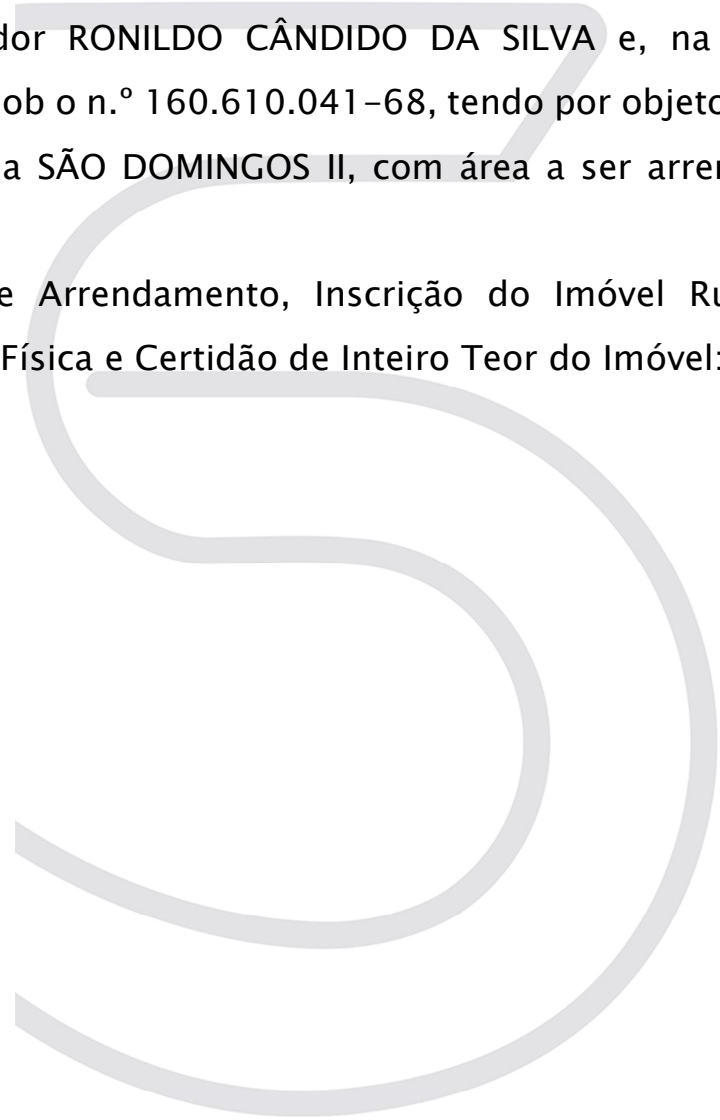 dor RONILDO CÂNDIDO DA SILVA e, na
ob o n.º 160.610.041-68, tendo por objeto
a SÃO DOMINGOS II, com área a ser arre
e Arrendamento, Inscrição do Imóvel Ru
Física e Certidão de Inteiro Teor do Imóvel: